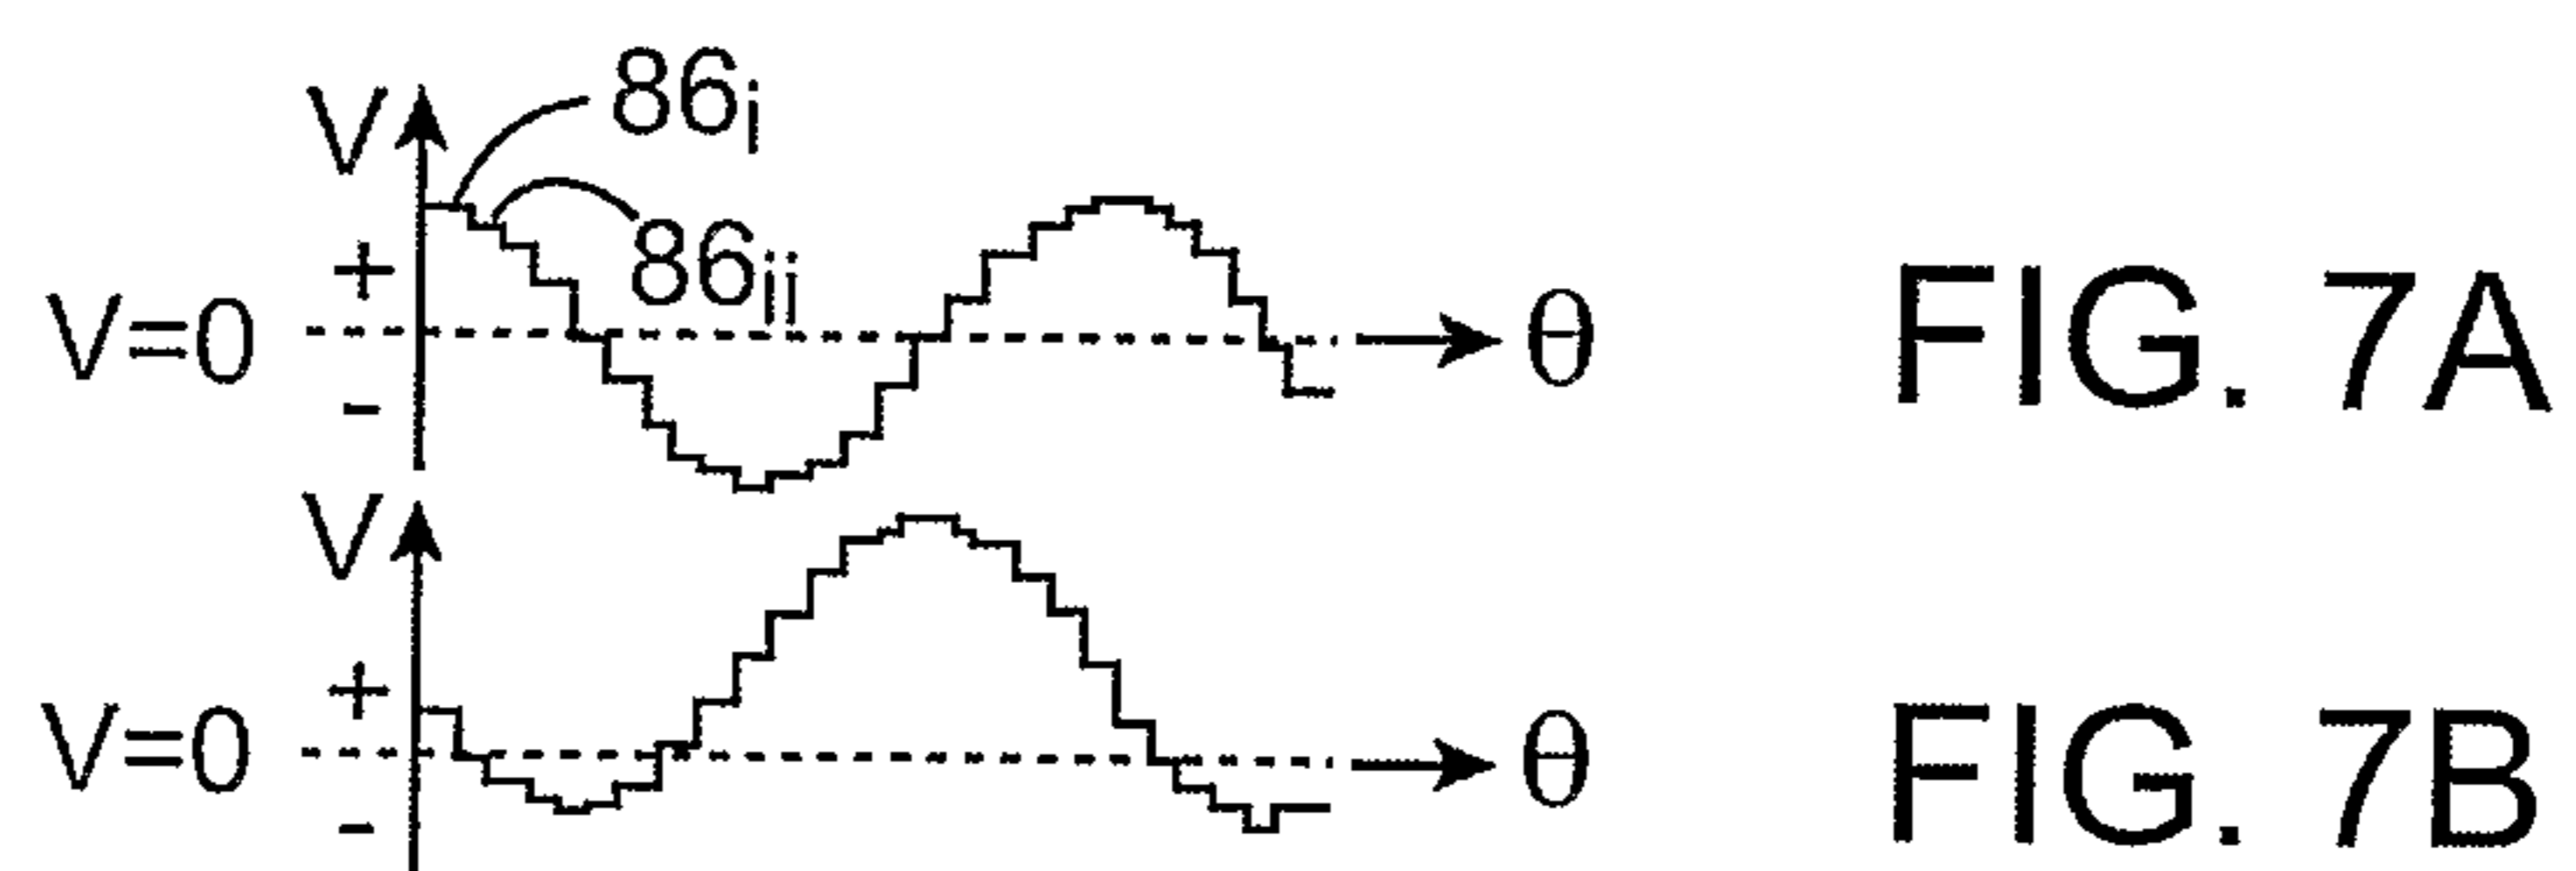 V
86i
86ii
+
V=0
-
θ
FIG. 7A
V
+
V=0
-
θ
FIG. 7B